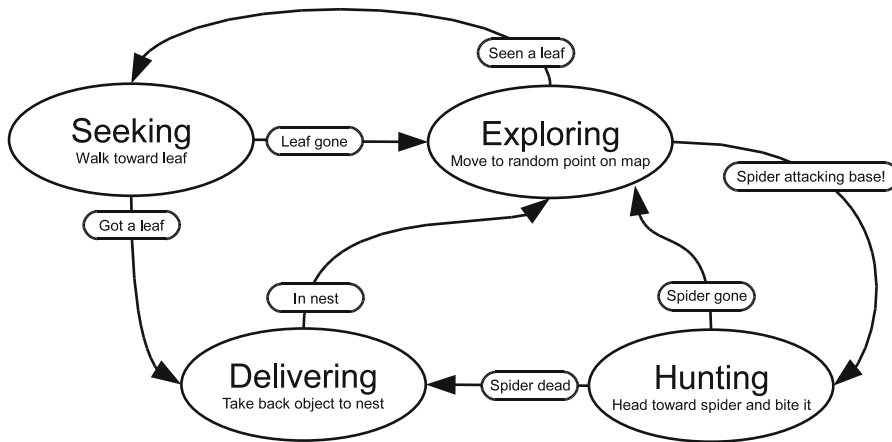 Seen a leaf
Seeking
Walk toward leaf
Leaf gone
Exploring
Move to random point on map
Spider attacking base!
Got a leaf
In nest
Spider gone
Delivering
Take back object to nest
Spider dead
Hunting
Head toward spider and bite it